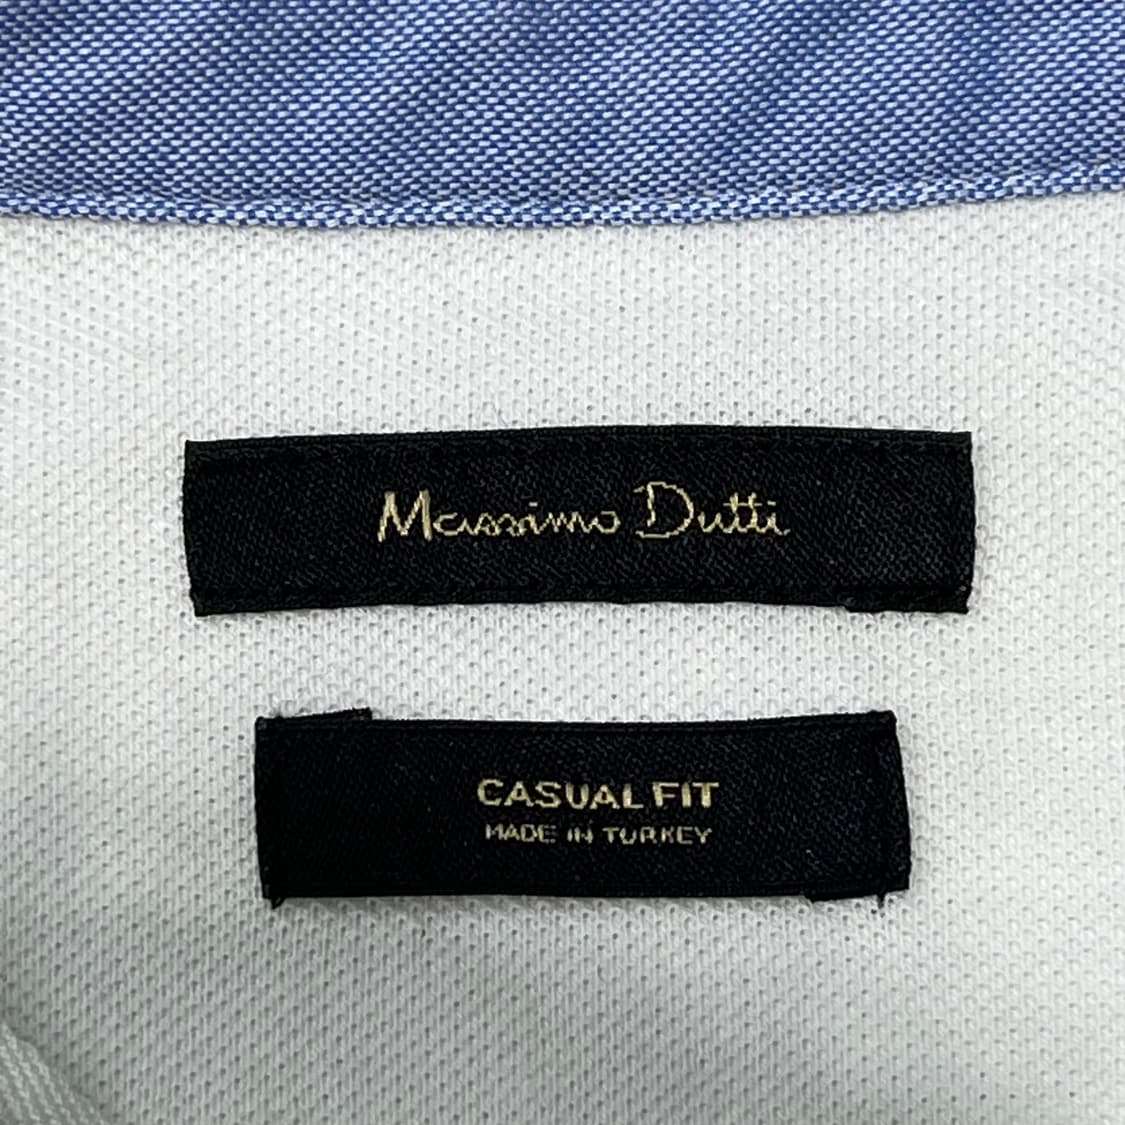 Massimo Dutti
CASUAL FIT
MADE IN TURKEY